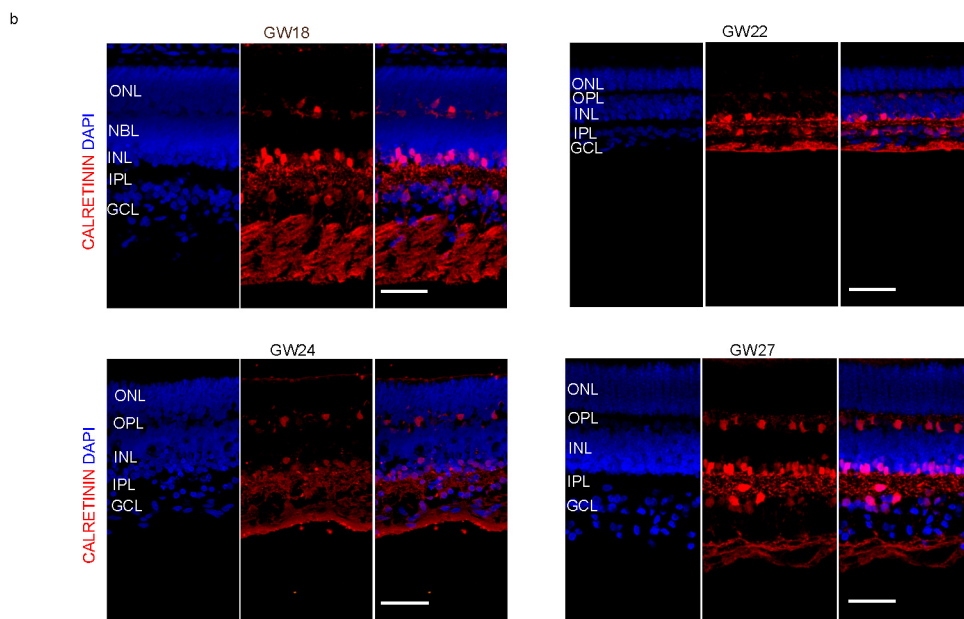 b
GW18
CALRETININ DAPI
ONL
NBL
INL
IPL
GCL
GW22
ONL
OPL
INL
IPL
GCL
GW24
CALRETININ DAPI
ONL
OPL
INL
IPL
GCL
GW27
ONL
OPL
INL
IPL
GCL